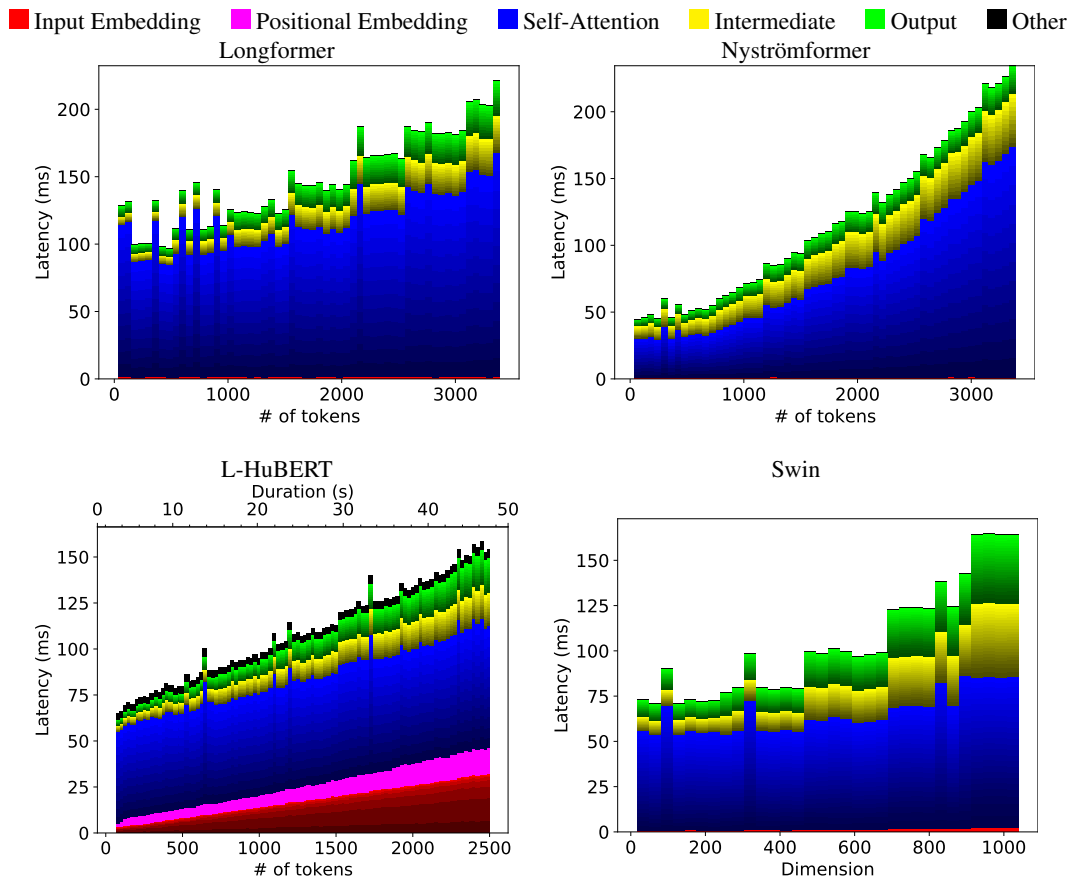 Input Embedding Positional Embedding Self-Attention Intermediate Output Other
Longformer
200
150
100
50
0
Latency (ms)
0 1000 2000 3000
# of tokens
Nyströmformer
200
150
100
50
0
Latency (ms)
0 1000 2000 3000
# of tokens
L-HuBERT
Duration (s)
0 10 20 30 40 50
150
125
100
75
50
25
0
Latency (ms)
0 500 1000 1500 2000 2500
# of tokens
Swin
150
125
100
75
50
25
0
Latency (ms)
0 200 400 600 800 1000
Dimension